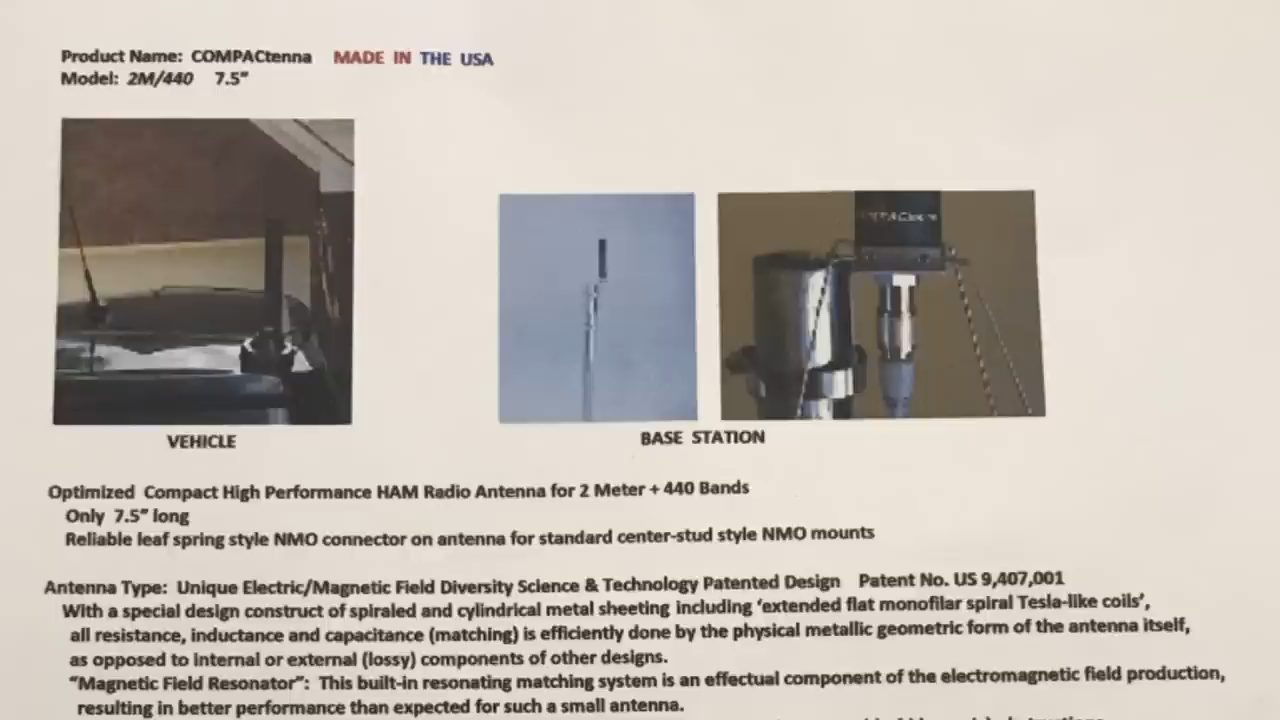 Product Name: COMPACtenna MADE IN THE USA
Model: 2M/440 7.5"
VEHICLE
BASE STATION
Optimized Compact High Performance HAM Radio Antenna for 2 Meter + 440 Bands
Only 7.5" long
Reliable leaf spring style NMO connector on antenna for standard center-stud style NMO mounts
Antenna Type: Unique Electric/Magnetic Field Diversity Science & Technology Patented Design Patent No. US 9,407,001
With a special design construct of spiraled and cylindrical metal sheeting including 'extended flat monofilar spiral Tesla-like coils',
all resistance, inductance and capacitance (matching) is efficiently done by the physical metallic geometric form of the antenna itself,
as opposed to internal or external (lossy) components of other designs.
"Magnetic Field Resonator": This built-in resonating matching system is an effectual component of the electromagnetic field production,
resulting in better performance than expected for such a small antenna.